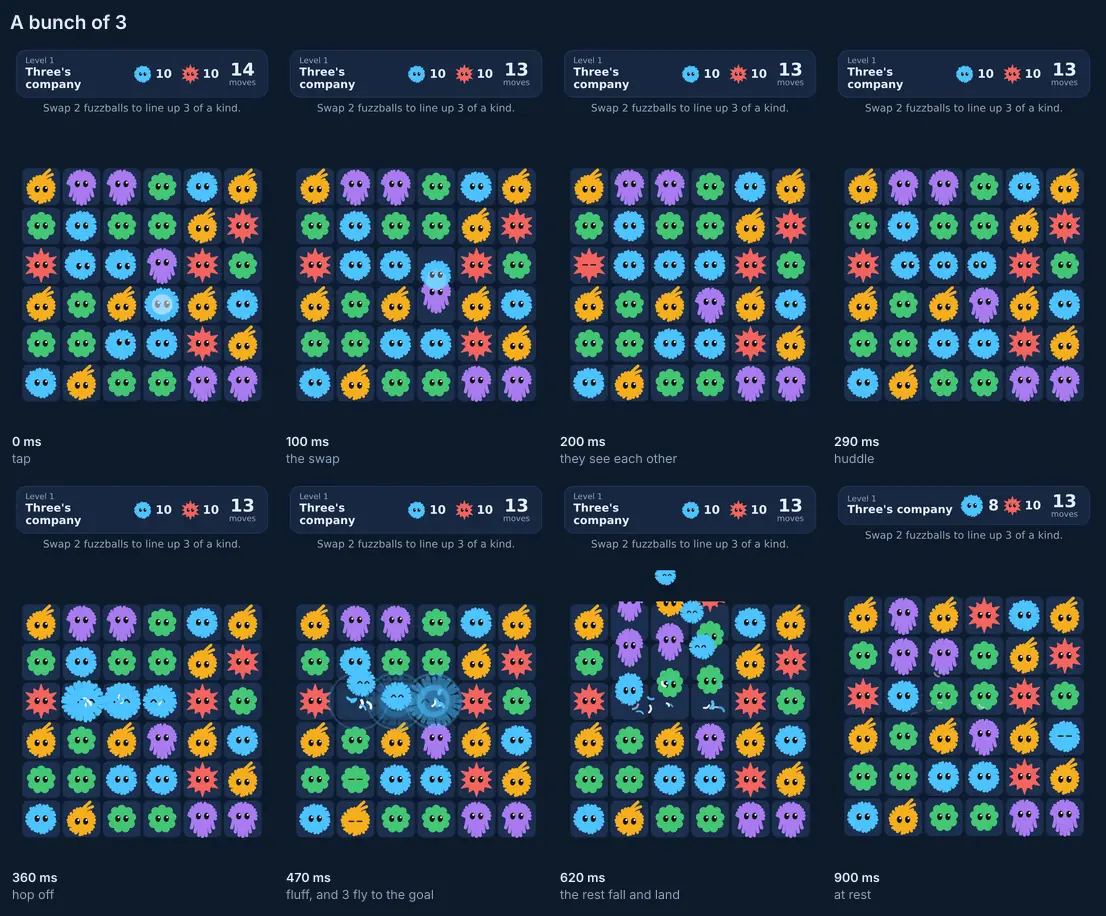 A bunch of 3
Level 1
Three's
company
10
10
14
moves
Swap 2 fuzzballs to line up 3 of a kind.
0 ms
tap
Level 1
Three's
company
10
10
13
moves
Swap 2 fuzzballs to line up 3 of a kind.
100 ms
the swap
Level 1
Three's
company
10
10
13
moves
Swap 2 fuzzballs to line up 3 of a kind.
200 ms
they see each other
Level 1
Three's
company
10
10
13
moves
Swap 2 fuzzballs to line up 3 of a kind.
290 ms
huddle
Level 1
Three's
company
10
10
13
moves
Swap 2 fuzzballs to line up 3 of a kind.
360 ms
hop off
Level 1
Three's
company
10
10
13
moves
Swap 2 fuzzballs to line up 3 of a kind.
470 ms
fluff, and 3 fly to the goal
Level 1
Three's
company
10
10
13
moves
Swap 2 fuzzballs to line up 3 of a kind.
620 ms
the rest fall and land
Level 1
Three's company
8
10
13
moves
Swap 2 fuzzballs to line up 3 of a kind.
900 ms
at rest